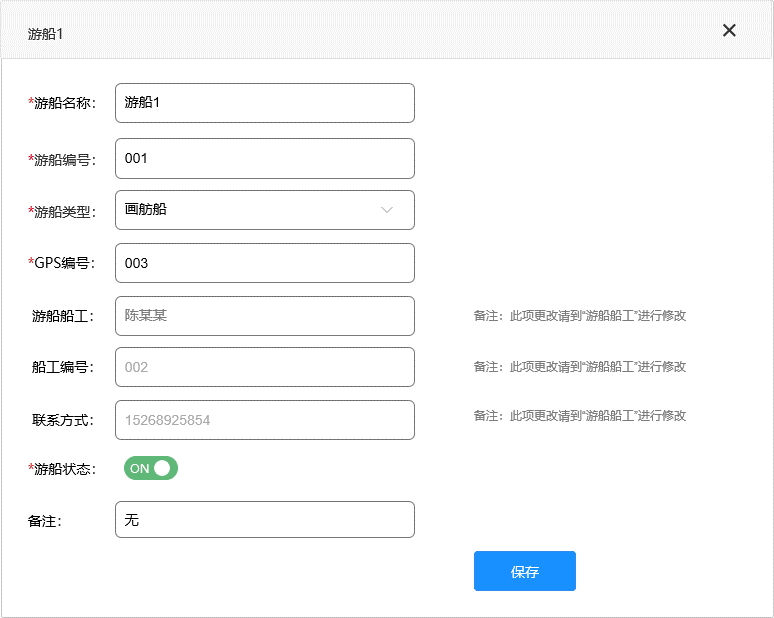 游船1
*游船名称： 游船1
*游船编号： 001
*游船类型： 画舫船
*GPS编号： 003
游船船工： 陈某某 备注：此项更改请到“游船船工”进行修改
船工编号： 002 备注：此项更改请到“游船船工”进行修改
联系方式： 15268925854 备注：此项更改请到“游船船工”进行修改
*游船状态： ON
备注： 无
保存